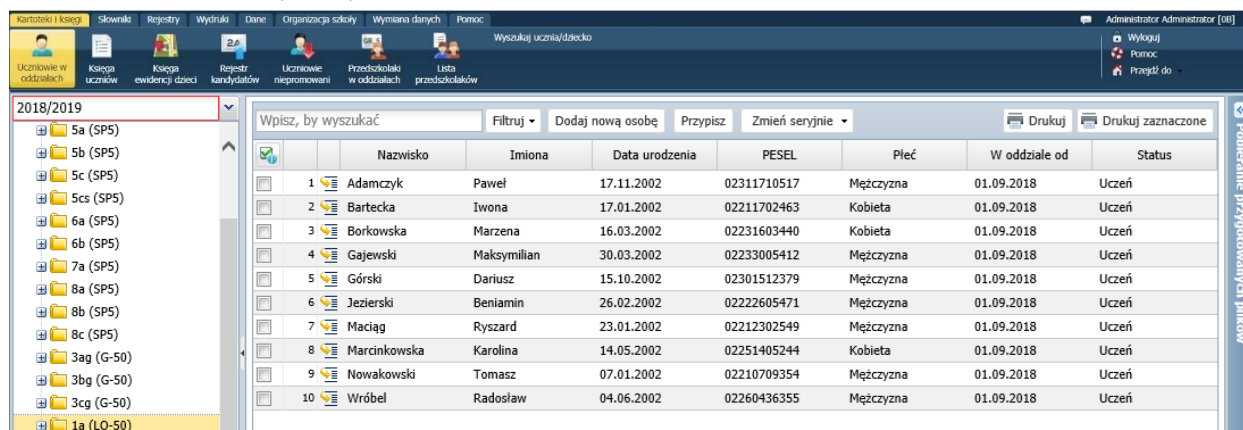 Kartoteki i księgi Słowniki Rejestry Wydruki Dane Organizacja szkoły Wymiana danych Pomoc Administrator Administrator [0B]
Uczniowie w oddziałach
Księga uczniów
Księga ewidencji dzieci
Rejestr kandydatów
Uczniowie niepromowani
Przedszkolaki w oddziałach
Lista przedszkolaków
Wyszukaj ucznia/dziecko
Wyloguj
Pomoc
Przejdź do
2018/2019
5a (SP5)
5b (SP5)
5c (SP5)
5cs (SP5)
6a (SP5)
6b (SP5)
7a (SP5)
8a (SP5)
8b (SP5)
8c (SP5)
3ag (G-50)
3bg (G-50)
3cg (G-50)
1a (LO-50)
Wpisz, by wyszukać Filtruj Dodaj nową osobę Przypisz Zmień seryjnie Drukuj Drukuj zaznaczone
Nazwisko Imiona Data urodzenia PESEL Płeć W oddziale od Status
1 Adamczyk Paweł 17.11.2002 02311710517 Mężczyzna 01.09.2018 Uczeń
2 Bartecka Iwona 17.01.2002 02211702463 Kobieta 01.09.2018 Uczeń
3 Borkowska Marzena 16.03.2002 02231603440 Kobieta 01.09.2018 Uczeń
4 Gajewski Maksymilian 30.03.2002 02233005412 Mężczyzna 01.09.2018 Uczeń
5 Górski Dariusz 15.10.2002 02301512379 Mężczyzna 01.09.2018 Uczeń
6 Jezierski Beniamin 26.02.2002 02222605471 Mężczyzna 01.09.2018 Uczeń
7 Maciąg Ryszard 23.01.2002 02212302549 Mężczyzna 01.09.2018 Uczeń
8 Marcinkowska Karolina 14.05.2002 02251405244 Kobieta 01.09.2018 Uczeń
9 Nowakowski Tomasz 07.01.2002 02210709354 Mężczyzna 01.09.2018 Uczeń
10 Wróbel Radosław 04.06.2002 02260436355 Mężczyzna 01.09.2018 Uczeń
Pobieranie przygotowanych plików